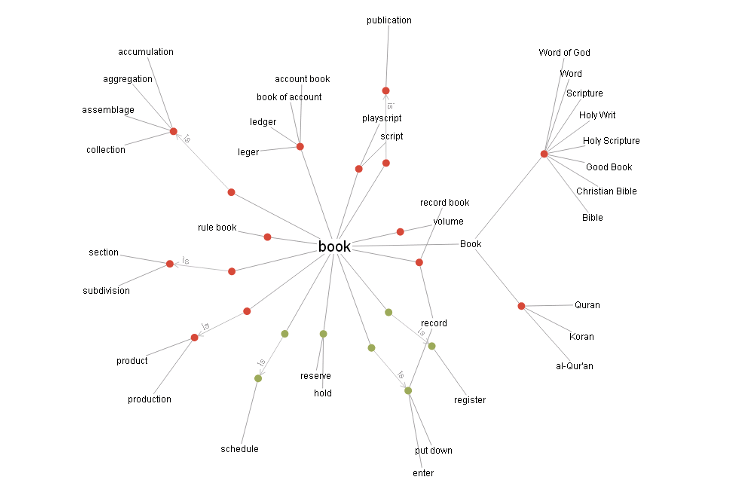 publication
accumulation
Word of God
aggregation
account book
Word
book of account
Scripture
assemblage
is
playscript
Holy Writ
ledger
script
is
Holy Scripture
collection
leger
Good Book
Christian Bible
record book
Bible
rule book
volume
book
Book
section
is
subdivision
Quran
is
record
is
Koran
product
is
is
al-Qur'an
reserve
production
hold
register
schedule
put down
enter